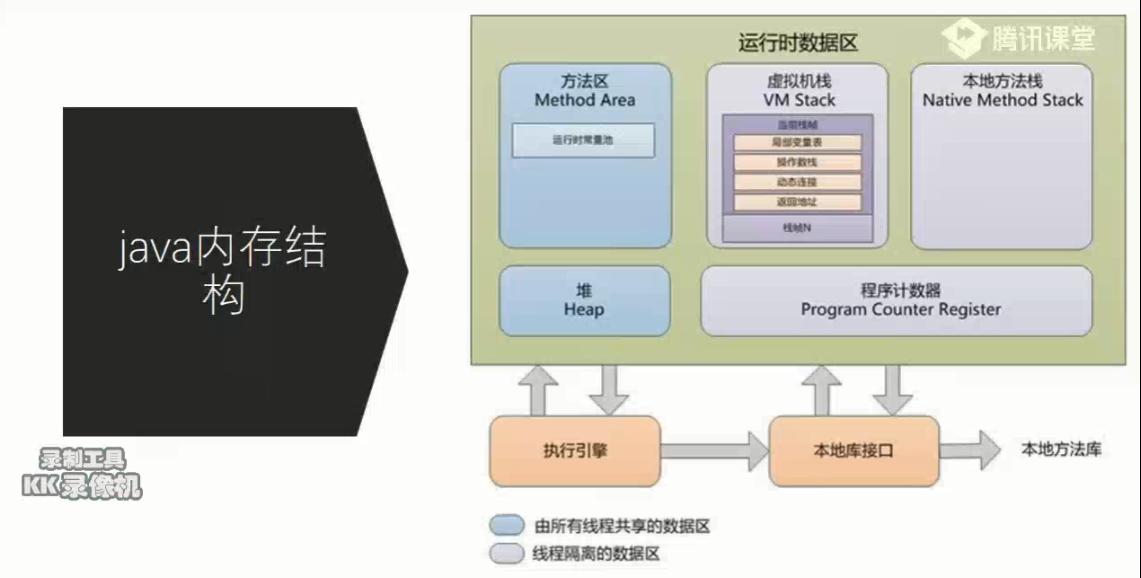 java内存结
构
运行时数据区
腾讯课堂
方法区
Method Area
运行时常量池
虚拟机栈
VM Stack
当前栈帧
局部变量表
操作数栈
动态连接
返回地址
栈帧N
本地方法栈
Native Method Stack
堆
Heap
程序计数器
Program Counter Register
执行引擎
本地库接口
本地方法库
由所有线程共享的数据区
线程隔离的数据区
录制工具
KK录像机